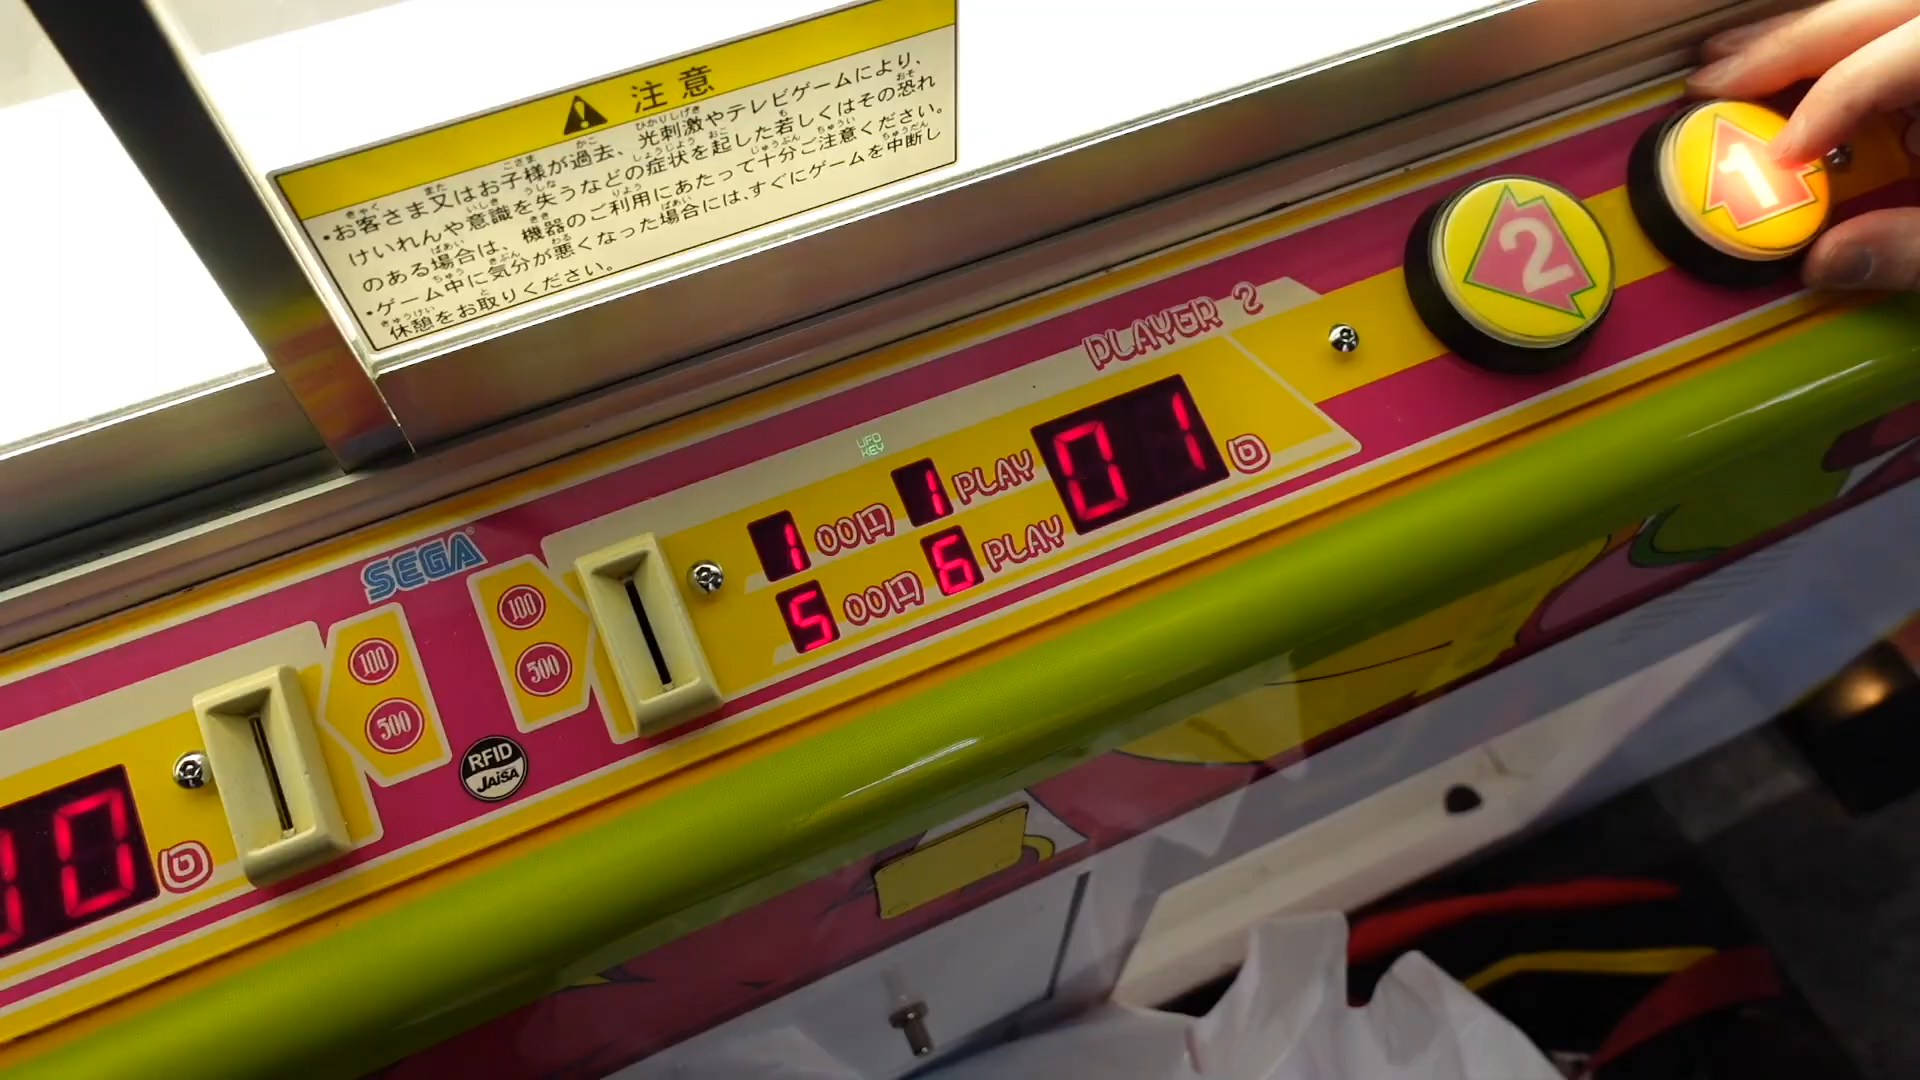 注意
・お客さま又はお子様が過去、光刺激やテレビゲームにより、
けいれんや意識を失うなどの症状を起した若しくはその恐れ
のある場合は、機器のご利用にあたって十分ご注意ください。
・ゲーム中に気分が悪くなった場合には、すぐにゲームを中断し
休憩をお取りください。
PLAYER 2
UFO
KEY
1 00円 1 PLAY
5 00円 6 PLAY
01 回
2
1
SEGA
100
500
100
500
RFID
JAISA
0 回